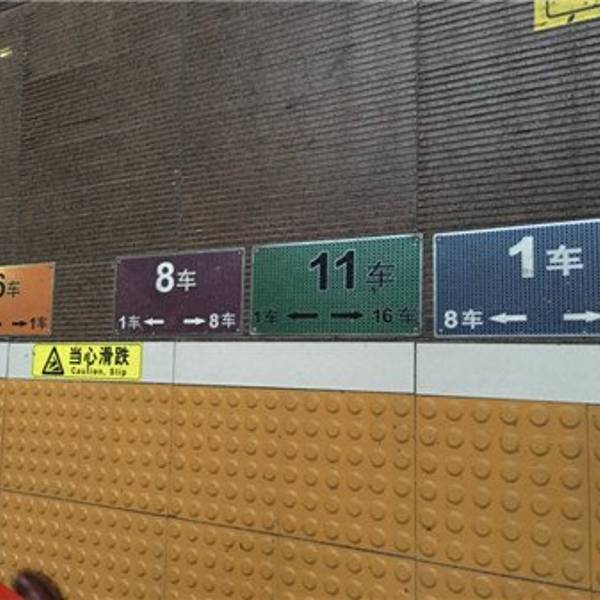 6车
→1车
8车
1车← →8车
11车
1车← →16车
1车
8车← →
当心滑跌
Caution, Slip